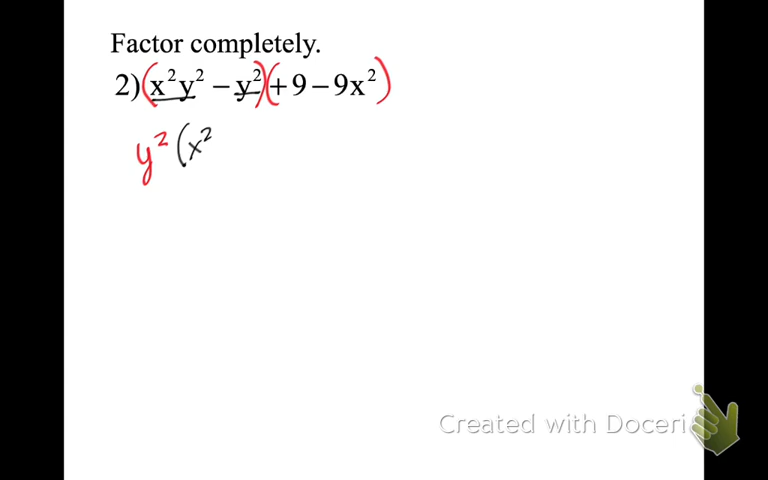 Factor completely.
2) (x²y² − y²)(+ 9 − 9x²)
y² (x²
Created with Doceri